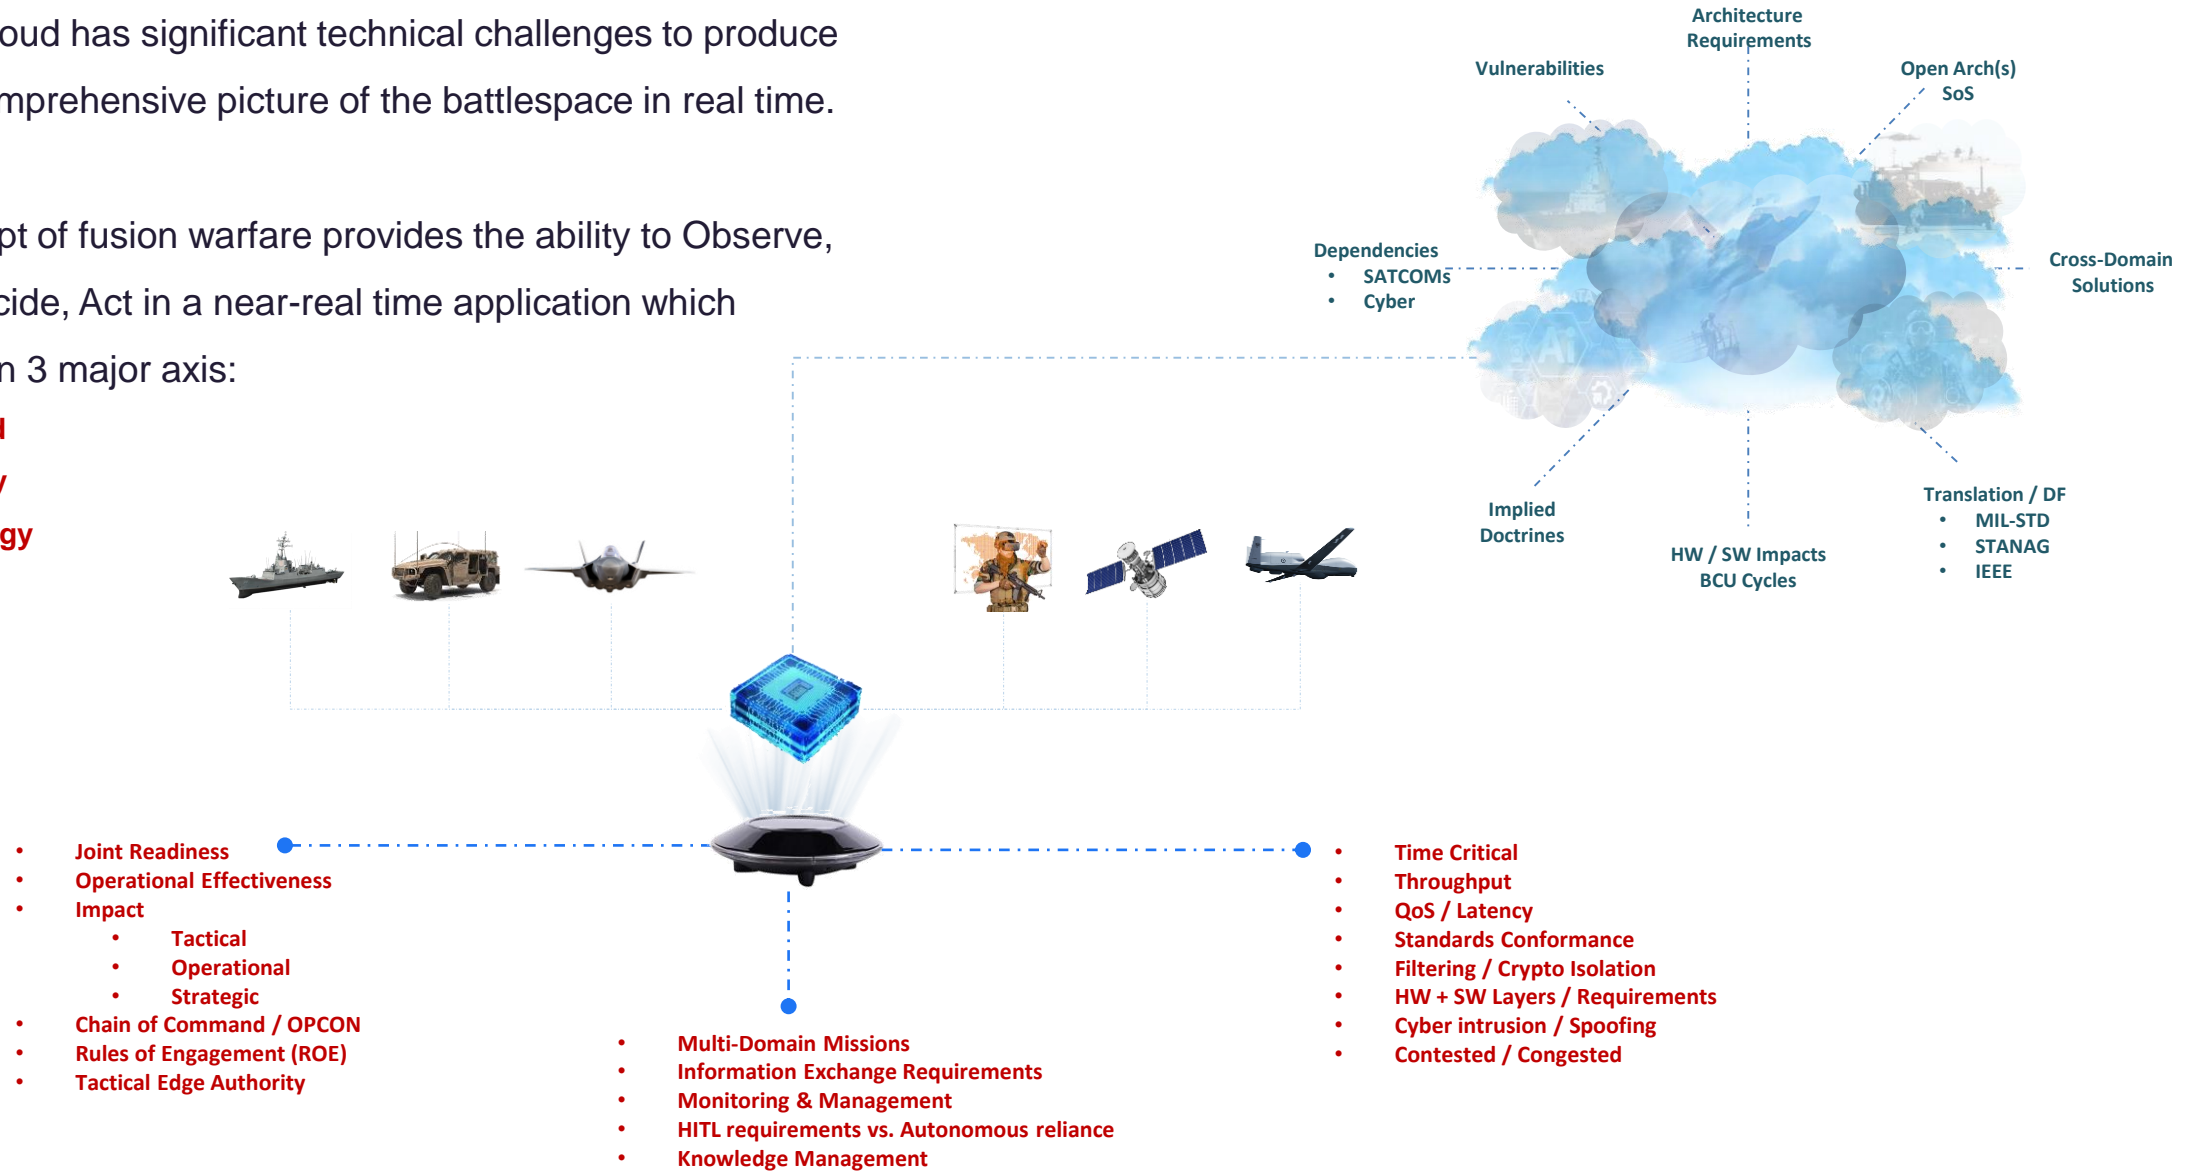 oud has significant technical challenges to produce
mprehensive picture of the battlespace in real time.
pt of fusion warfare provides the ability to Observe,
cide, Act in a near-real time application which
n 3 major axis:
d
y
gy
Architecture
Requirements
Vulnerabilities
Open Arch(s)
SoS
Dependencies
• SATCOMs
• Cyber
Cross-Domain
Solutions
AI
Implied
Doctrines
HW / SW Impacts
BCU Cycles
Translation / DF
• MIL-STD
• STANAG
• IEEE
• Joint Readiness
• Operational Effectiveness
• Impact
• Tactical
• Operational
• Strategic
• Chain of Command / OPCON
• Rules of Engagement (ROE)
• Tactical Edge Authority
• Multi-Domain Missions
• Information Exchange Requirements
• Monitoring & Management
• HITL requirements vs. Autonomous reliance
• Knowledge Management
• Time Critical
• Throughput
• QoS / Latency
• Standards Conformance
• Filtering / Crypto Isolation
• HW + SW Layers / Requirements
• Cyber intrusion / Spoofing
• Contested / Congested